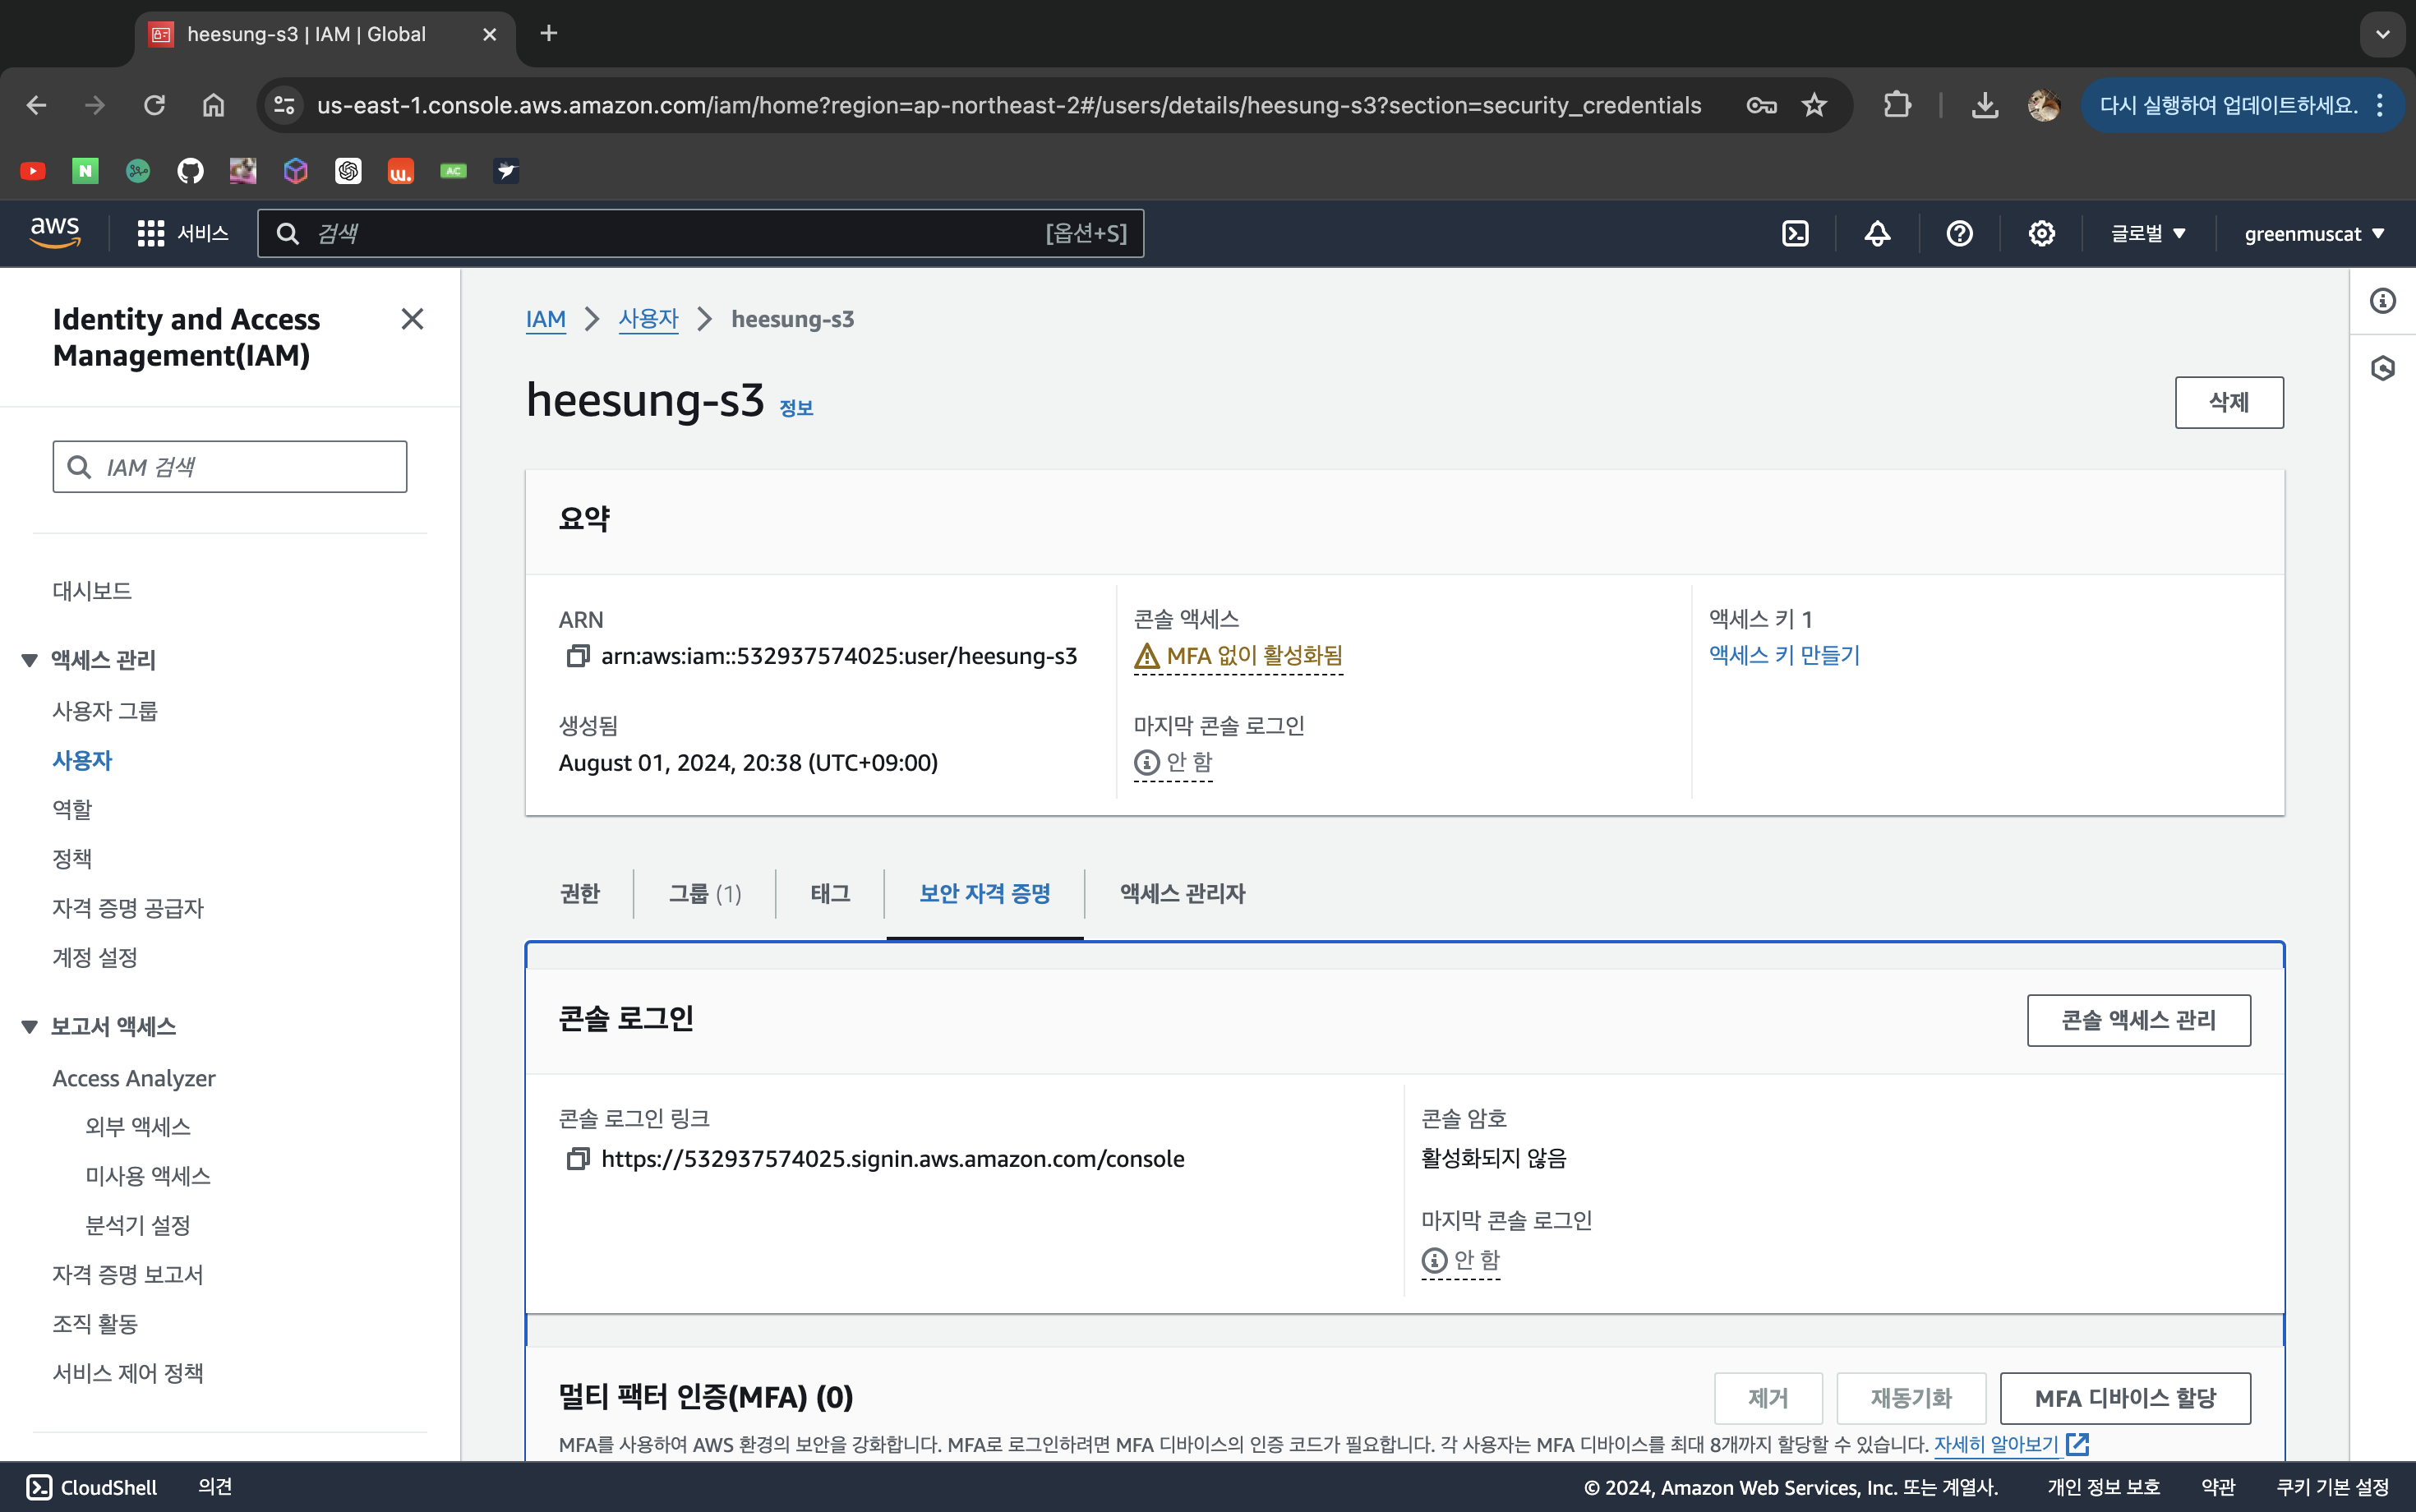 heesung-s3 | IAM | Global
us-east-1.console.aws.amazon.com/iam/home?region=ap-northeast-2#/users/details/heesung-s3?section=security_credentials
다시 실행하여 업데이트하세요.
N
w.
AC
aws
서비스
검색
[옵션+S]
글로벌
greenmuscat
Identity and Access
Management(IAM)
IAM 검색
대시보드
액세스 관리
사용자 그룹
사용자
역할
정책
자격 증명 공급자
계정 설정
보고서 액세스
Access Analyzer
외부 액세스
미사용 액세스
분석기 설정
자격 증명 보고서
조직 활동
서비스 제어 정책
IAM > 사용자 > heesung-s3
heesung-s3 정보
삭제
요약
ARN
arn:aws:iam::532937574025:user/heesung-s3
생성됨
August 01, 2024, 20:38 (UTC+09:00)
콘솔 액세스
MFA 없이 활성화됨
마지막 콘솔 로그인
안 함
액세스 키 1
액세스 키 만들기
권한
그룹 (1)
태그
보안 자격 증명
액세스 관리자
콘솔 로그인
콘솔 액세스 관리
콘솔 로그인 링크
https://532937574025.signin.aws.amazon.com/console
콘솔 암호
활성화되지 않음
마지막 콘솔 로그인
안 함
멀티 팩터 인증(MFA) (0)
제거
재동기화
MFA 디바이스 할당
MFA를 사용하여 AWS 환경의 보안을 강화합니다. MFA로 로그인하려면 MFA 디바이스의 인증 코드가 필요합니다. 각 사용자는 MFA 디바이스를 최대 8개까지 할당할 수 있습니다. 자세히 알아보기
CloudShell
의견
© 2024, Amazon Web Services, Inc. 또는 계열사.
개인 정보 보호
약관
쿠키 기본 설정